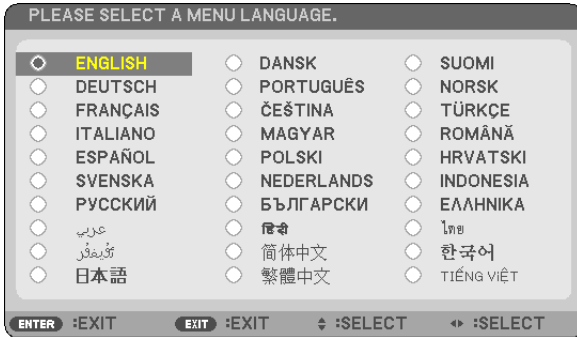 PLEASE SELECT A MENU LANGUAGE.
ENGLISH DANSK SUOMI
DEUTSCH PORTUGUÊS NORSK
FRANÇAIS ČEŠTINA TÜRKÇE
ITALIANO MAGYAR ROMÂNĂ
ESPAÑOL POLSKI HRVATSKI
SVENSKA NEDERLANDS INDONESIA
РУССКИЙ БЪЛГАРСКИ ΕΛΛΗΝΙΚΑ
عربي हिन्दी ไทย
简体中文 한국어
日本語 繁體中文 TIẾNG VIỆT
ENTER :EXIT EXIT :EXIT :SELECT :SELECT